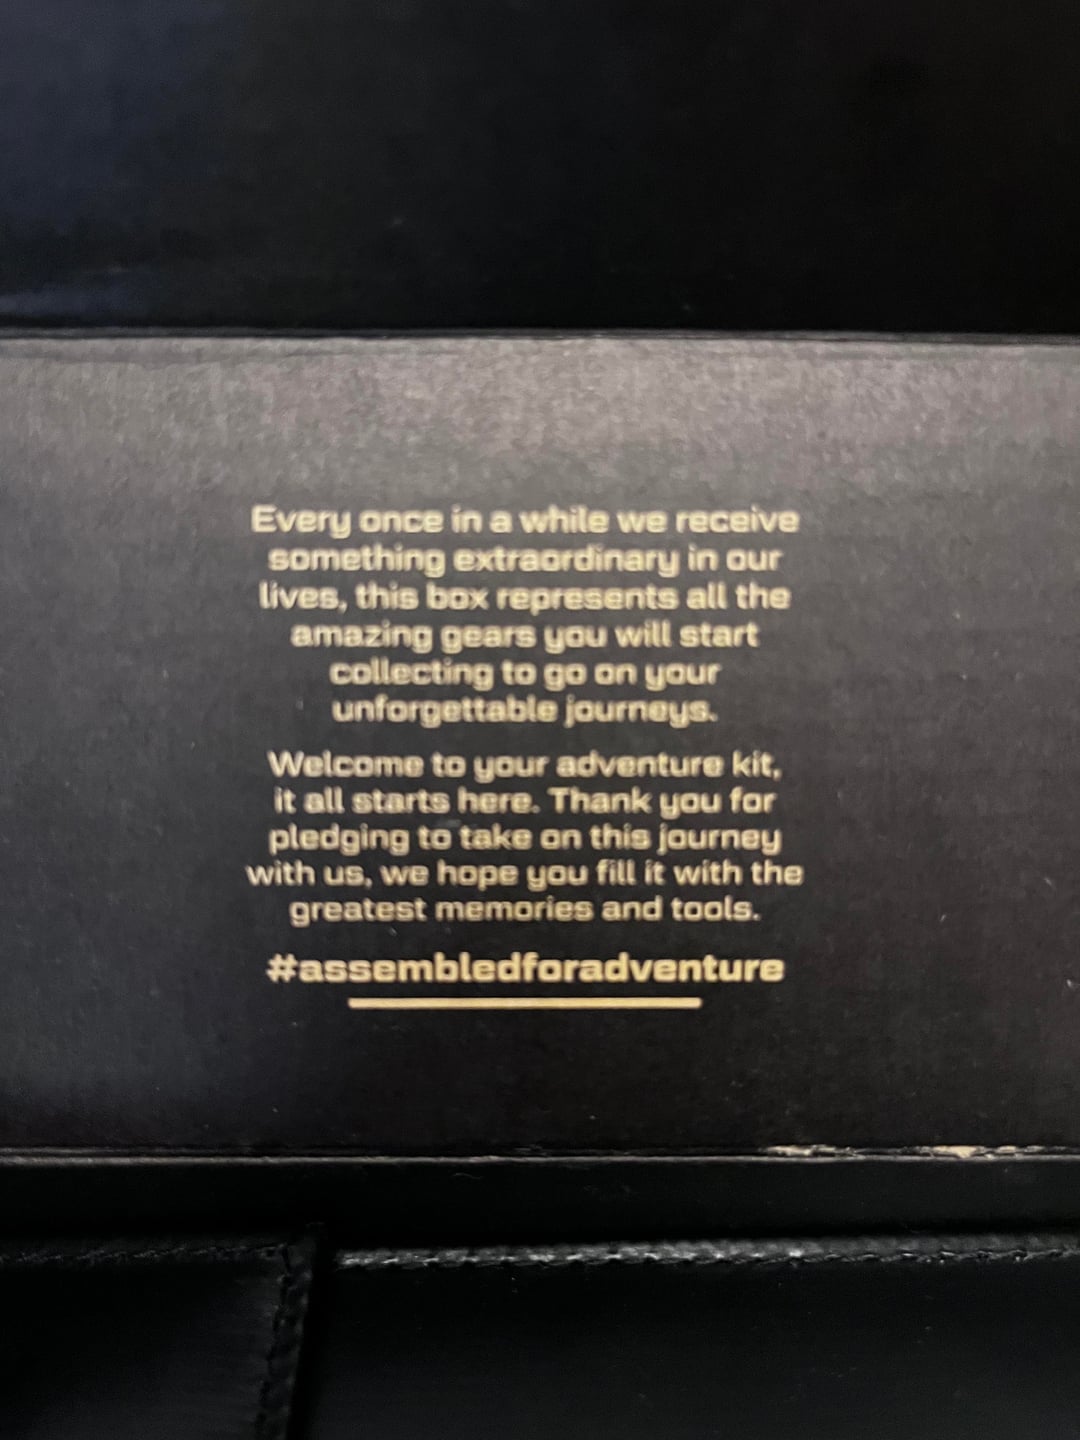 Every once in a while we receive
something extraordinary in our
lives, this box represents all the
amazing gears you will start
collecting to go on your
unforgettable journeys.
Welcome to your adventure kit,
it all starts here. Thank you for
pledging to take on this journey
with us, we hope you fill it with the
greatest memories and tools.
#assembledforadventure